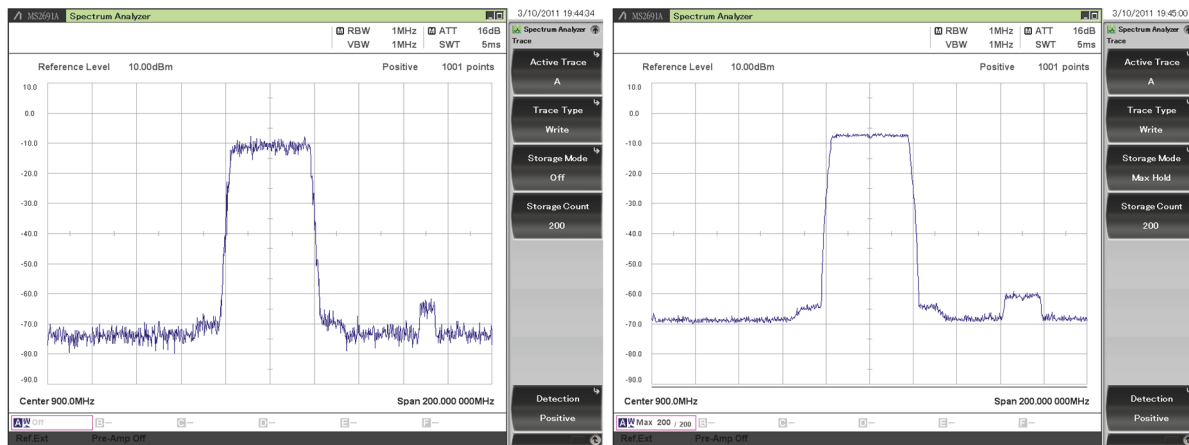 MS2691A Spectrum Analyzer
3/10/2011 19:44:34
RBW 1MHz ATT 16dB
VBW 1MHz SWT 5ms
Reference Level 10.00dBm Positive 1001 points
10.0
0.0
-10.0
-20.0
-30.0
-40.0
-50.0
-60.0
-70.0
-80.0
-90.0
Center 900.0MHz Span 200.000 000MHz
A W Off B- C- D- E- F-
Ref.Ext Pre-Amp Off
Spectrum Analyzer
Trace
Active Trace
A
Trace Type
Write
Storage Mode
Off
Storage Count
200
Detection
Positive
MS2691A Spectrum Analyzer
3/10/2011 19:45:00
RBW 1MHz ATT 16dB
VBW 1MHz SWT 5ms
Reference Level 10.00dBm Positive 1001 points
10.0
0.0
-10.0
-20.0
-30.0
-40.0
-50.0
-60.0
-70.0
-80.0
-90.0
Center 900.0MHz Span 200.000 000MHz
A W Max 200 / 200 B- C- D- E- F-
Ref.Ext Pre-Amp Off
Spectrum Analyzer
Trace
Active Trace
A
Trace Type
Write
Storage Mode
Max Hold
Storage Count
200
Detection
Positive